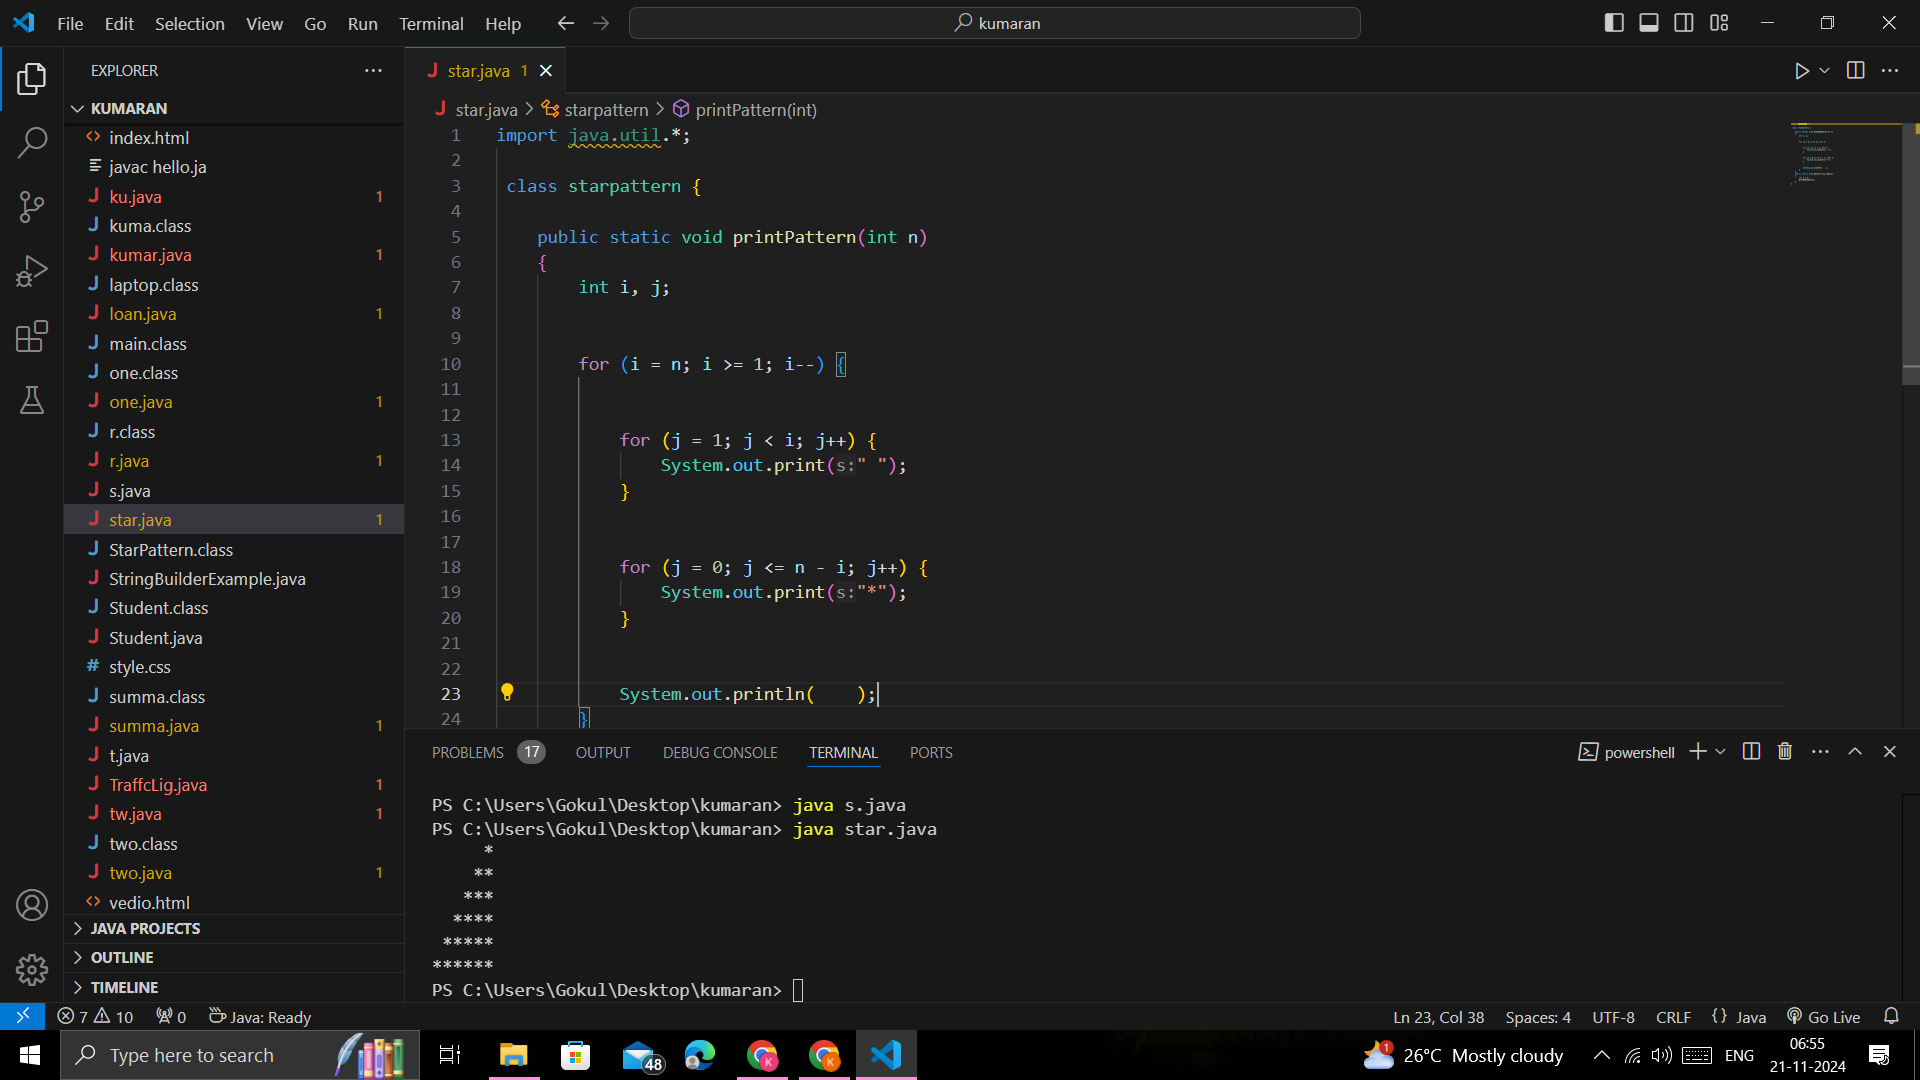 File Edit Selection View Go Run Terminal Help
kumaran
EXPLORER
KUMARAN
index.html
javac hello.ja
ku.java 1
kuma.class
kumar.java 1
laptop.class
loan.java 1
main.class
one.class
one.java 1
r.class
r.java 1
s.java
star.java 1
StarPattern.class
StringBuilderExample.java
Student.class
Student.java
style.css
summa.class
summa.java 1
t.java
TraffcLig.java 1
tw.java 1
two.class
two.java 1
vedio.html
JAVA PROJECTS
OUTLINE
TIMELINE
star.java 1
star.java > starpattern > printPattern(int)
1 import java.util.*;
2
3 class starpattern {
4
5 public static void printPattern(int n)
6 {
7 int i, j;
8
9
10 for (i = n; i >= 1; i--) {
11
12
13 for (j = 1; j < i; j++) {
14 System.out.print(s:" ");
15 }
16
17
18 for (j = 0; j <= n - i; j++) {
19 System.out.print(s:"*");
20 }
21
22
23 System.out.println( );
24 }
PROBLEMS 17 OUTPUT DEBUG CONSOLE TERMINAL PORTS
powershell
PS C:\Users\Gokul\Desktop\kumaran> java s.java
PS C:\Users\Gokul\Desktop\kumaran> java star.java
*
**
***
****
*****
******
PS C:\Users\Gokul\Desktop\kumaran>
7 10 0 Java: Ready
Ln 23, Col 38 Spaces: 4 UTF-8 CRLF {} Java Go Live
Type here to search
48
1
26°C Mostly cloudy
ENG
06:55
21-11-2024